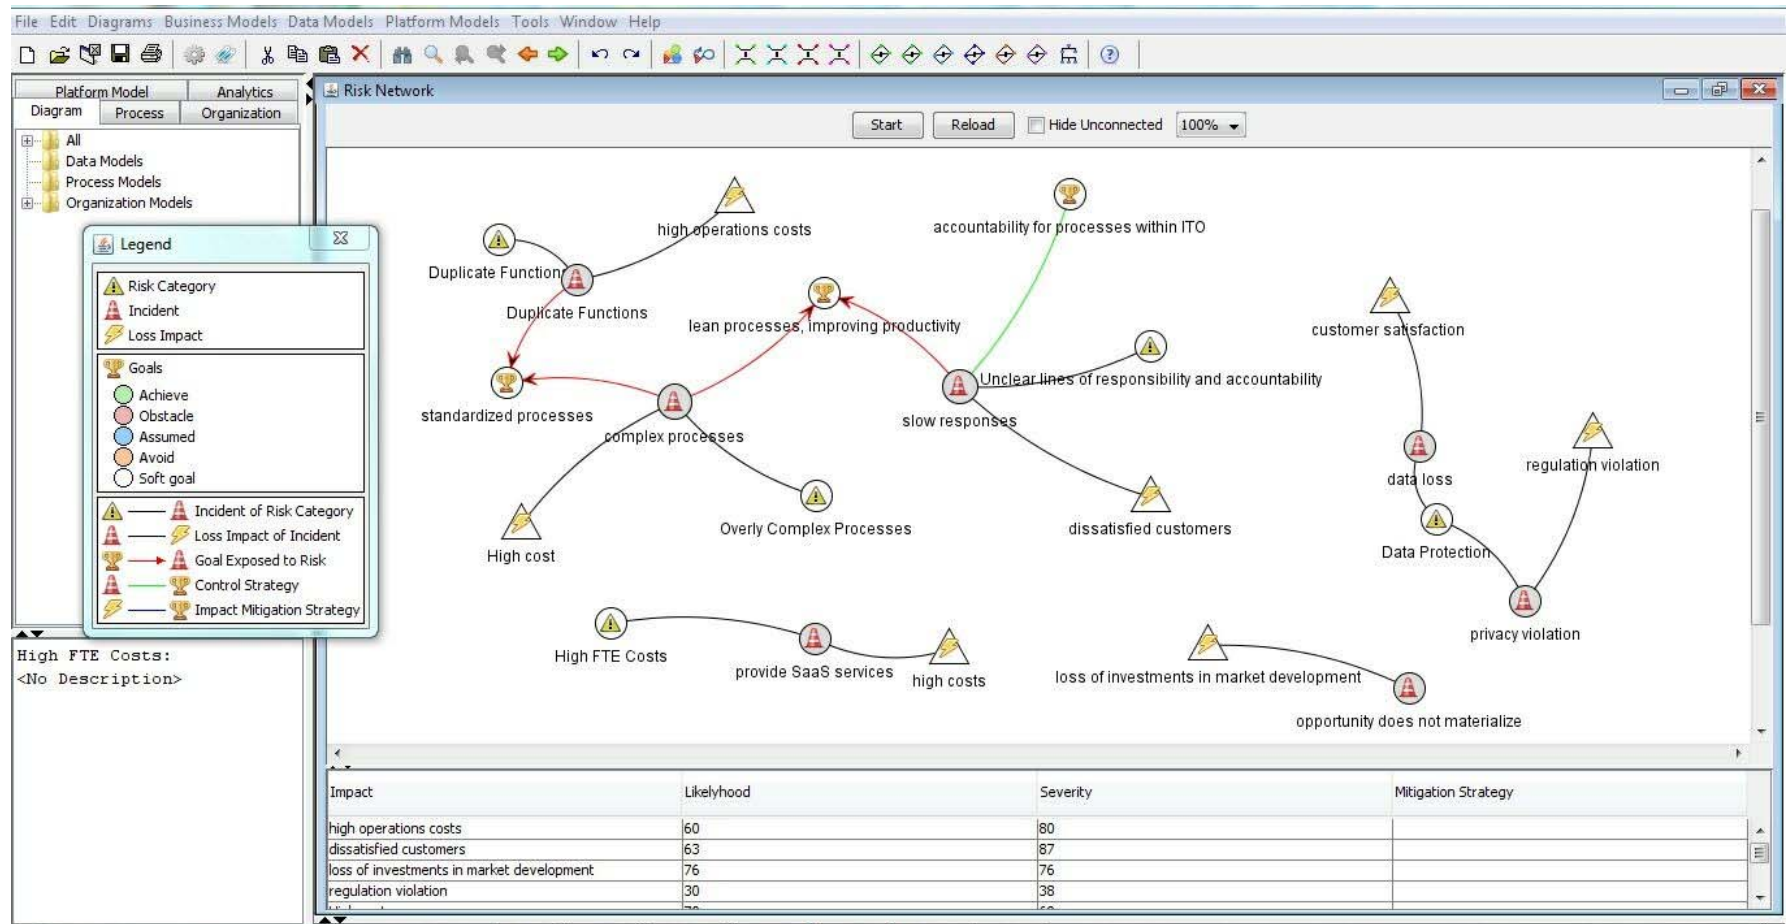 File Edit Diagrams Business Models Data Models Platform Models Tools Window Help
Platform Model Analytics
Diagram Process Organization
All
Data Models
Process Models
Organization Models
Legend
Risk Category
Incident
Loss Impact
Goals
Achieve
Obstacle
Assumed
Avoid
Soft goal
Incident of Risk Category
Loss Impact of Incident
Goal Exposed to Risk
Control Strategy
Impact Mitigation Strategy
High FTE Costs:
<No Description>
Risk Network
Start Reload Hide Unconnected 100%
high operations costs
accountability for processes within ITO
Duplicate Function
Duplicate Functions
lean processes, improving productivity
customer satisfaction
Unclear lines of responsibility and accountability
standardized processes
slow responses
complex processes
regulation violation
data loss
Overly Complex Processes
dissatisfied customers
High cost
Data Protection
privacy violation
High FTE Costs
provide SaaS services
high costs
loss of investments in market development
opportunity does not materialize
Impact Likelyhood Severity Mitigation Strategy
high operations costs 60 80
dissatisfied customers 63 87
loss of investments in market development 76 76
regulation violation 30 38